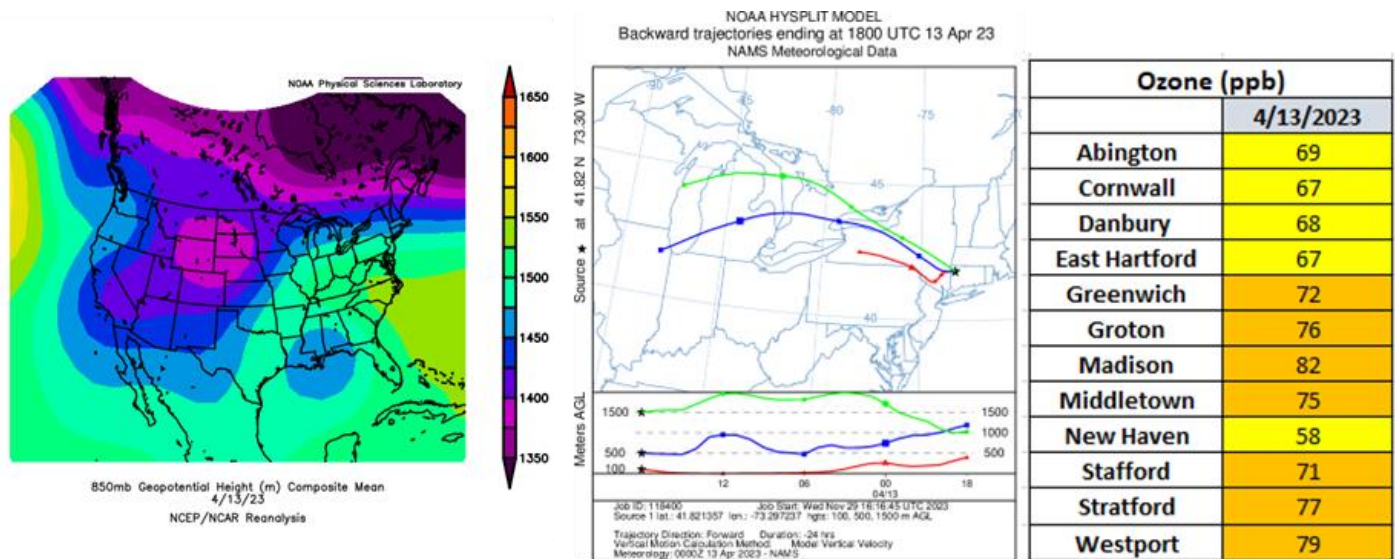 NOAA Physical Sciences Laboratory
1650
1600
1550
1500
1450
1400
1350
850mb Geopotential Height (m) Composite Mean
4/13/23
NCEP/NCAR Reanalysis
NOAA HYSPLIT MODEL
Backward trajectories ending at 1800 UTC 13 Apr 23
NAMS Meteorological Data
Source ★ at 41.82 N 73.30 W
-90
-85
-80
-75
45
40
Meters AGL
1500
1500
1000
500
500
100
12 06 00 18
04/13
Job ID: 118400 Job Start: Wed Nov 29 16:16:45 UTC 2023
Source 1 lat.: 41.821357 lon.: -73.297237 hgts: 100, 500, 1500 m AGL
Trajectory Direction: Forward Duration: -24 hrs
Vertical Motion Calculation Method: Model Vertical Velocity
Meteorology: 0000Z 13 Apr 2023 - NAMS
Ozone (ppb)
4/13/2023
Abington 69
Cornwall 67
Danbury 68
East Hartford 67
Greenwich 72
Groton 76
Madison 82
Middletown 75
New Haven 58
Stafford 71
Stratford 77
Westport 79